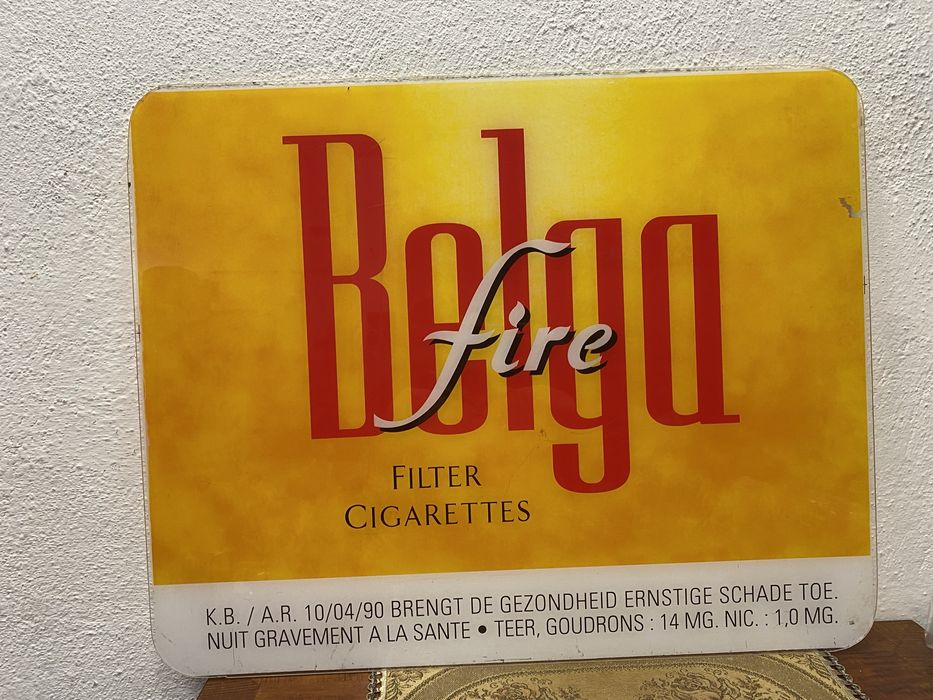 Belga
fire
FILTER
CIGARETTES
K.B. / A.R. 10/04/90 BRENGT DE GEZONDHEID ERNSTIGE SCHADE TOE.
NUIT GRAVEMENT A LA SANTE • TEER, GOUDRONS : 14 MG. NIC. : 1,0 MG.